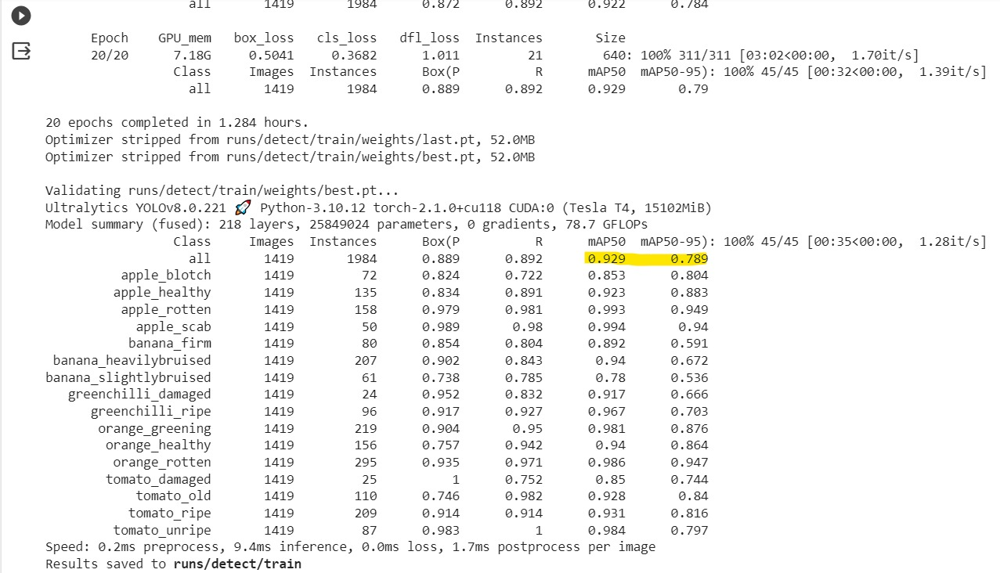 all 1419 1984 0.872 0.892 0.922 0.784
Epoch GPU_mem box_loss cls_loss dfl_loss Instances Size
20/20 7.18G 0.5041 0.3682 1.011 21 640: 100% 311/311 [03:02<00:00, 1.70it/s]
Class Images Instances Box(P R mAP50 mAP50-95): 100% 45/45 [00:32<00:00, 1.39it/s]
all 1419 1984 0.889 0.892 0.929 0.79
20 epochs completed in 1.284 hours.
Optimizer stripped from runs/detect/train/weights/last.pt, 52.0MB
Optimizer stripped from runs/detect/train/weights/best.pt, 52.0MB
Validating runs/detect/train/weights/best.pt...
Ultralytics YOLOv8.0.221 🚀 Python-3.10.12 torch-2.1.0+cu118 CUDA:0 (Tesla T4, 15102MiB)
Model summary (fused): 218 layers, 25849024 parameters, 0 gradients, 78.7 GFLOPs
Class Images Instances Box(P R mAP50 mAP50-95): 100% 45/45 [00:35<00:00, 1.28it/s]
all 1419 1984 0.889 0.892 0.929 0.789
apple_blotch 1419 72 0.824 0.722 0.853 0.804
apple_healthy 1419 135 0.834 0.891 0.923 0.883
apple_rotten 1419 158 0.979 0.981 0.993 0.949
apple_scab 1419 50 0.989 0.98 0.994 0.94
banana_firm 1419 80 0.854 0.804 0.892 0.591
banana_heavilybruised 1419 207 0.902 0.843 0.94 0.672
banana_slightlybruised 1419 61 0.738 0.785 0.78 0.536
greenchilli_damaged 1419 24 0.952 0.832 0.917 0.666
greenchilli_ripe 1419 96 0.917 0.927 0.967 0.703
orange_greening 1419 219 0.904 0.95 0.981 0.876
orange_healthy 1419 156 0.757 0.942 0.94 0.864
orange_rotten 1419 295 0.935 0.971 0.986 0.947
tomato_damaged 1419 25 1 0.752 0.85 0.744
tomato_old 1419 110 0.746 0.982 0.928 0.84
tomato_ripe 1419 209 0.914 0.914 0.931 0.816
tomato_unripe 1419 87 0.983 1 0.984 0.797
Speed: 0.2ms preprocess, 9.4ms inference, 0.0ms loss, 1.7ms postprocess per image
Results saved to runs/detect/train